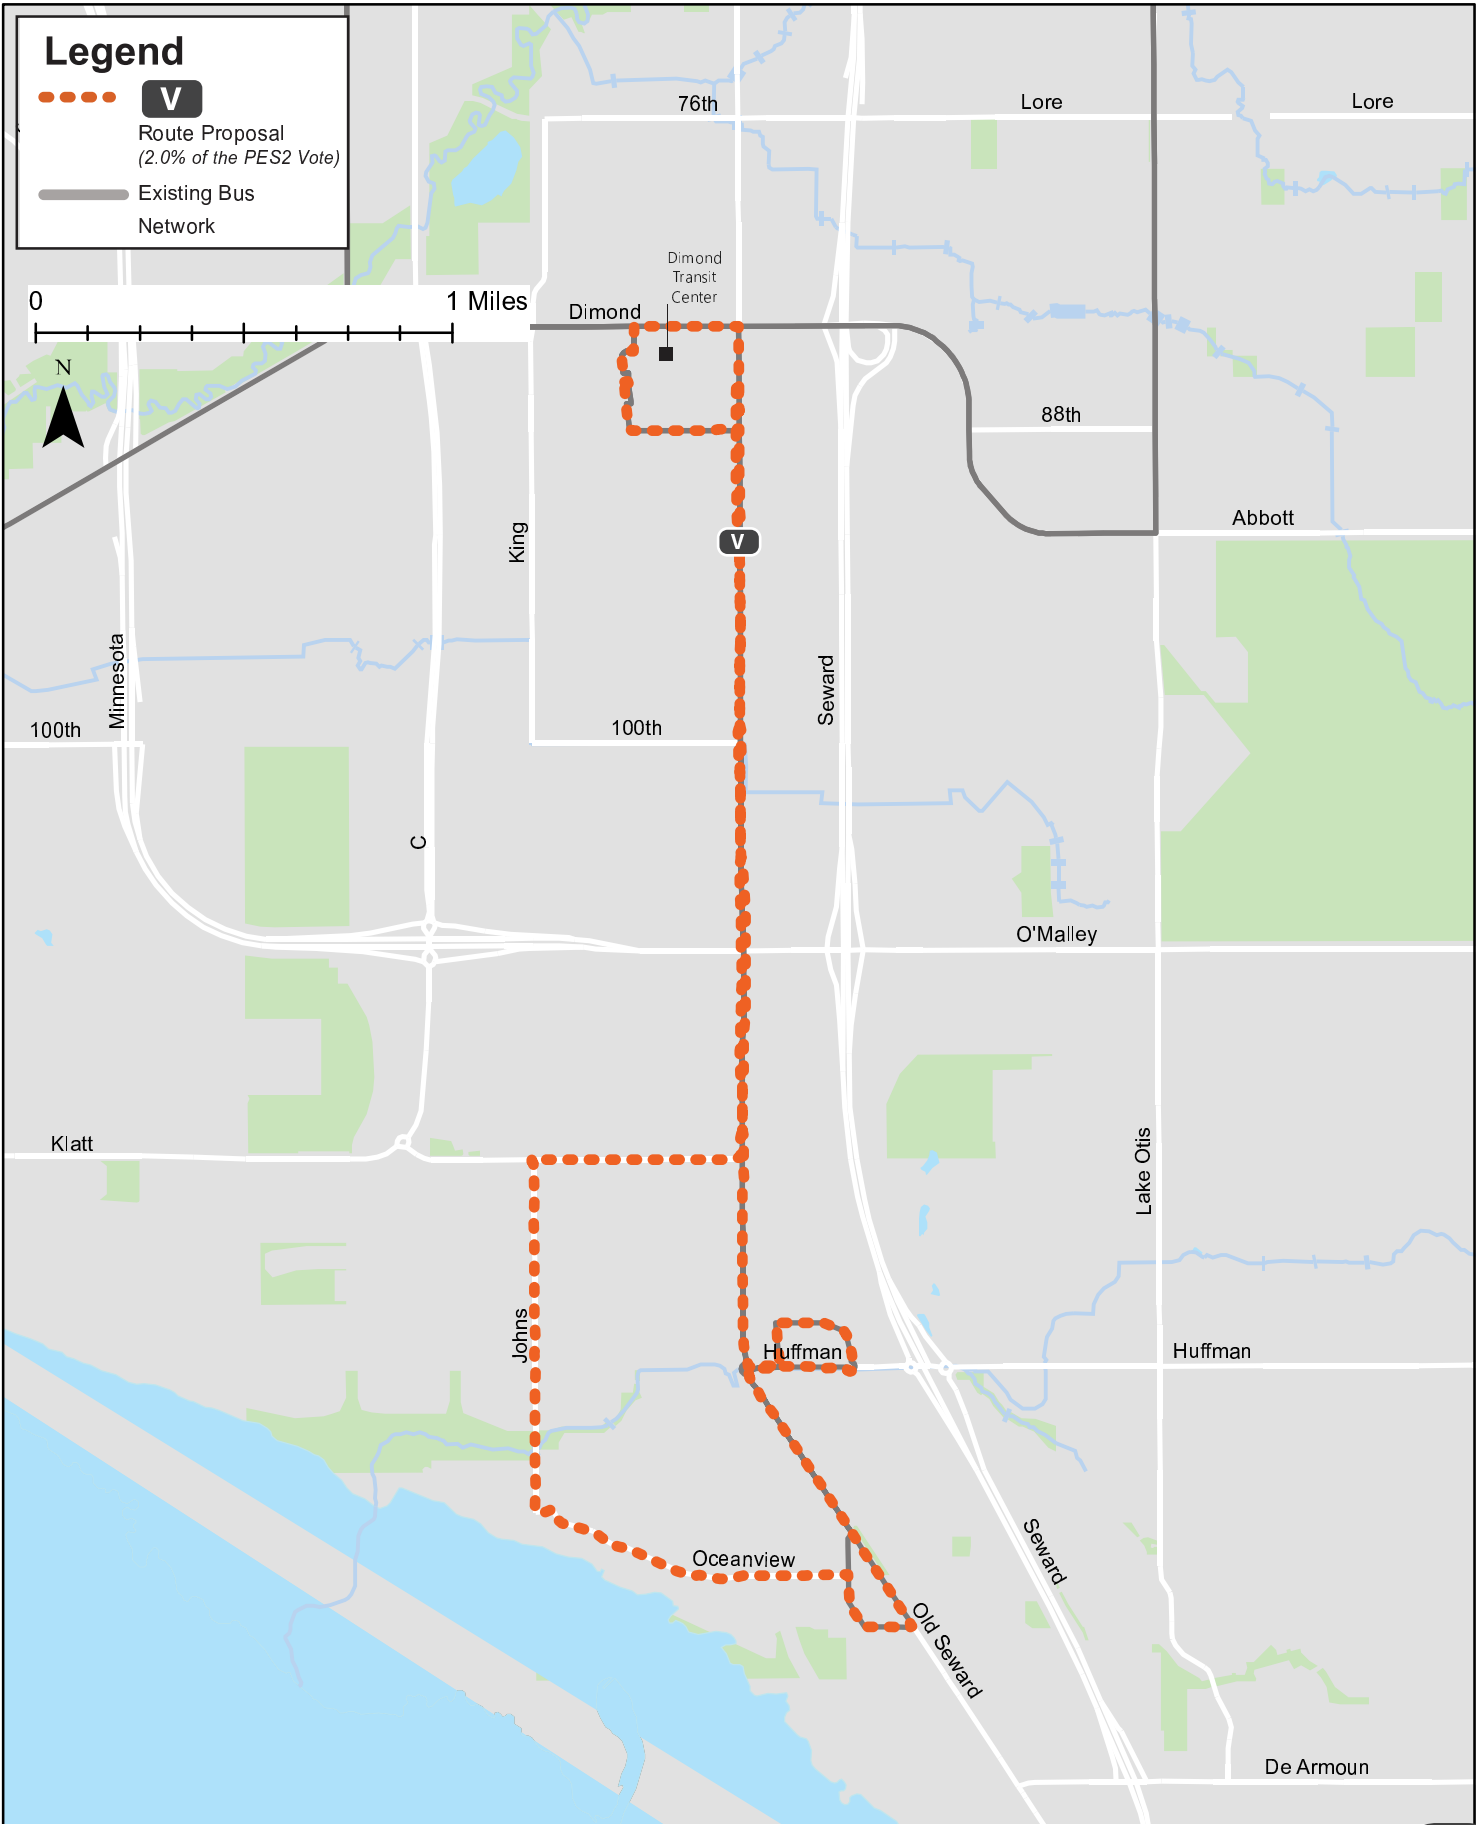 Legend
V
Route Proposal
(2.0% of the PES2 Vote)
Existing Bus
Network
76th
Lore
Lore
0
1 Miles
N
Dimond
Transit
Center
Dimond
88th
Abbott
King
V
Minnesota
Seward
100th
100th
C
O'Malley
Klatt
Lake Otis
Johns
Huffman
Huffman
Seward
Oceanview
Old Seward
De Armoun